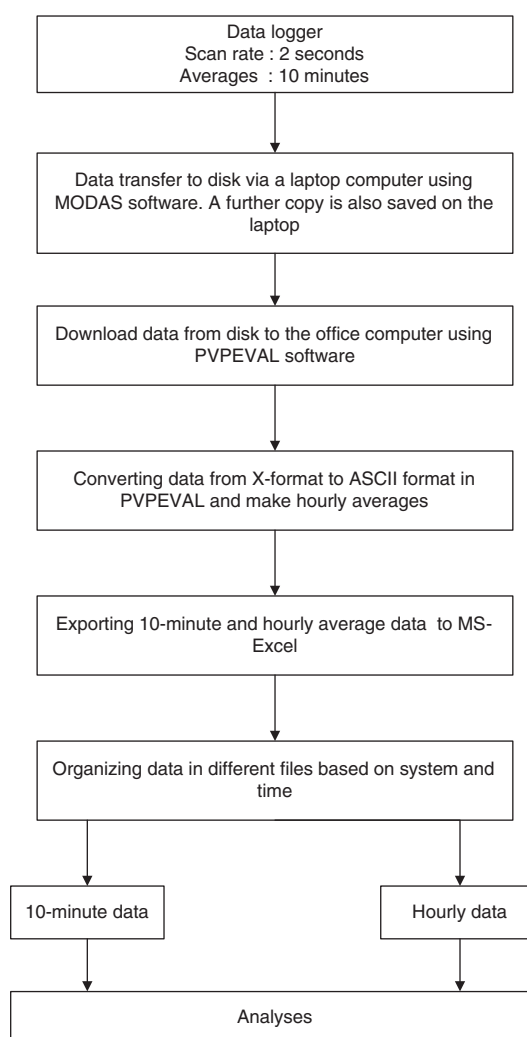 Data logger
Scan rate : 2 seconds
Averages : 10 minutes
Data transfer to disk via a laptop computer using
MODAS software. A further copy is also saved on the
laptop
Download data from disk to the office computer using
PVPEVAL software
Converting data from X-format to ASCII format in
PVPEVAL and make hourly averages
Exporting 10-minute and hourly average data to MS-
Excel
Organizing data in different files based on system and
time
10-minute data
Hourly data
Analyses